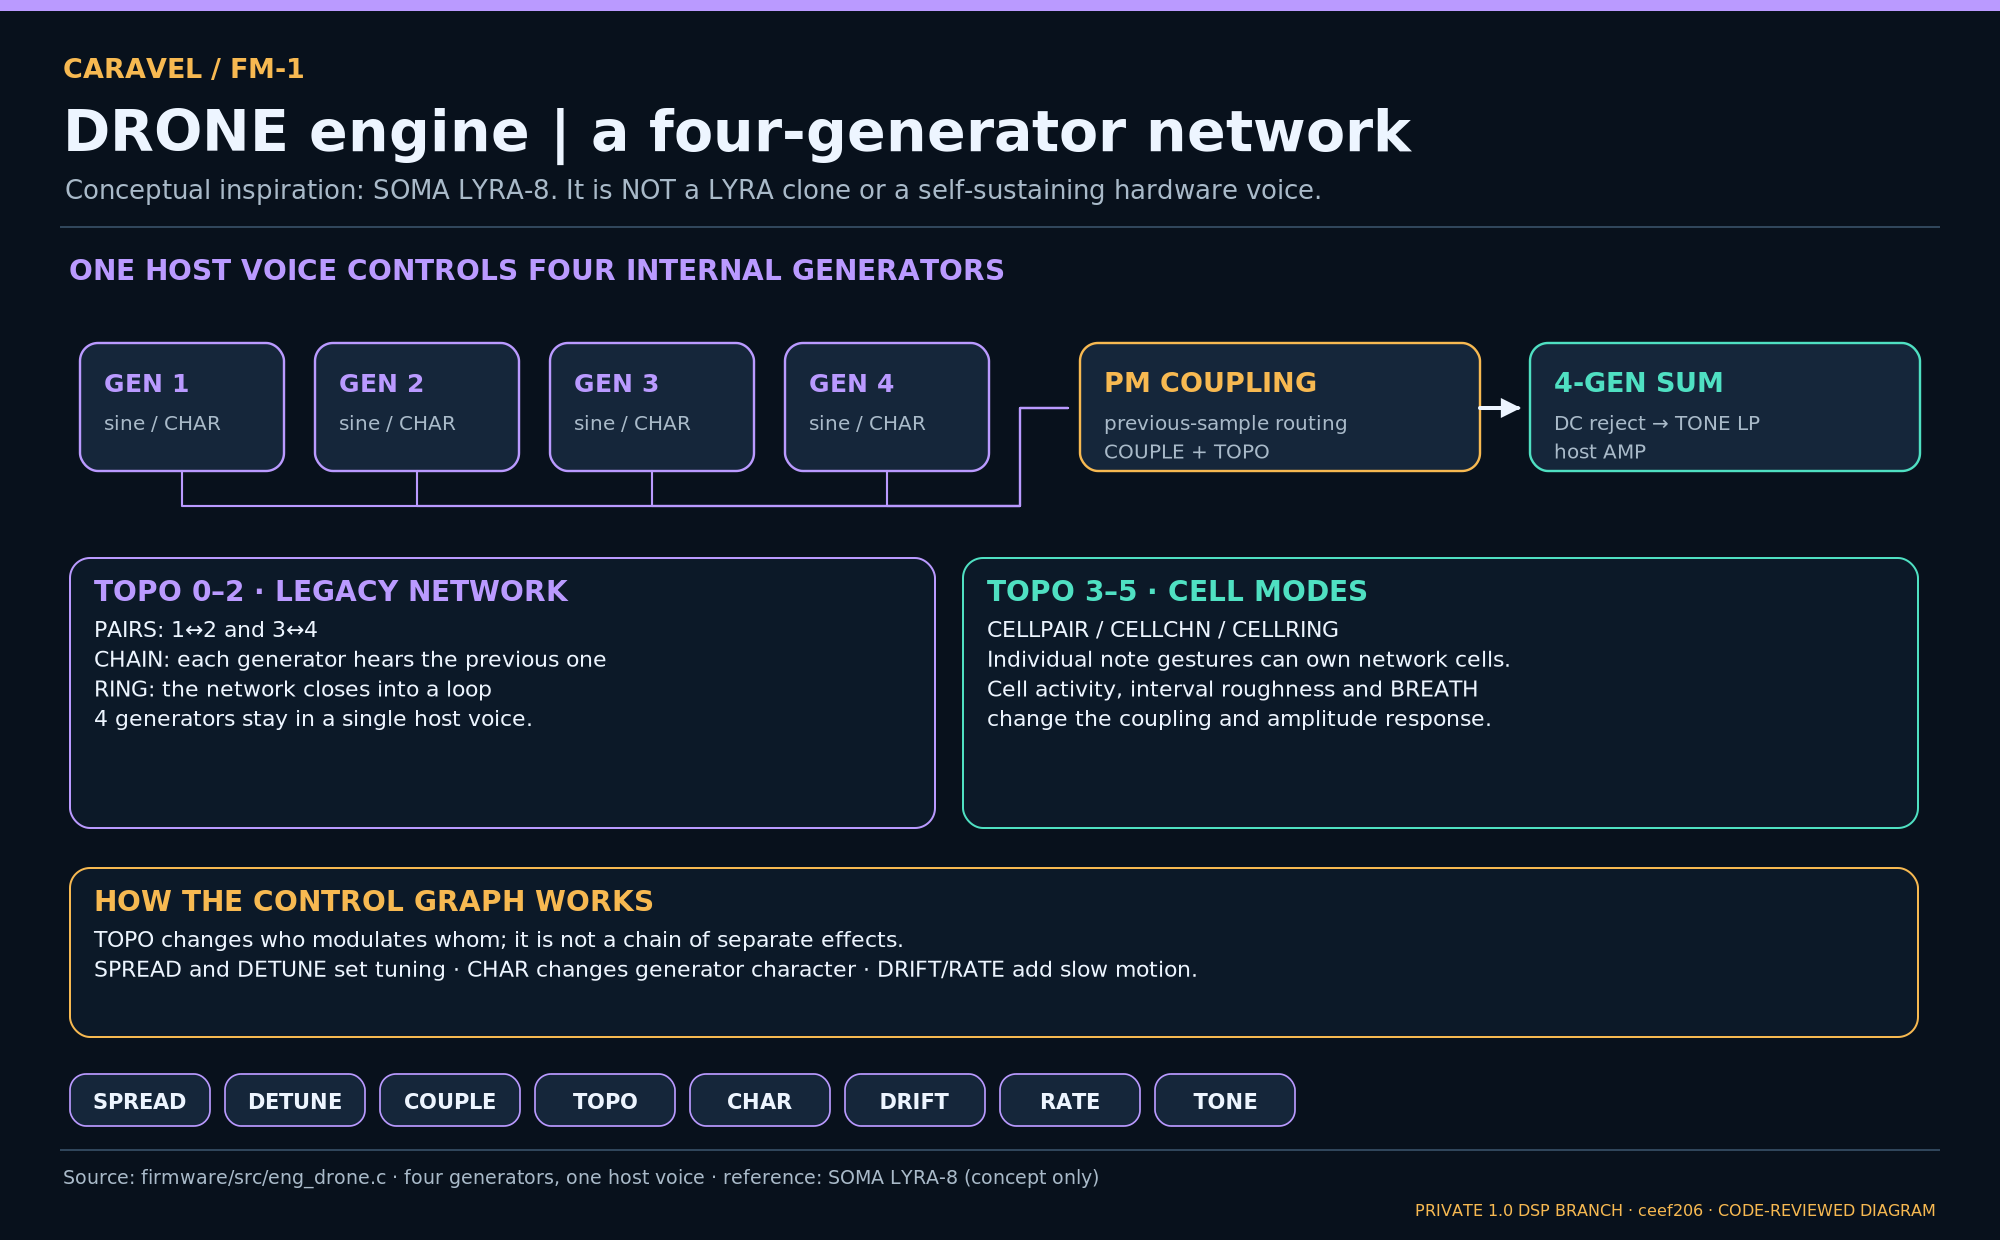 CARAVEL / FM-1
DRONE engine | a four-generator network
Conceptual inspiration: SOMA LYRA-8. It is NOT a LYRA clone or a self-sustaining hardware voice.
ONE HOST VOICE CONTROLS FOUR INTERNAL GENERATORS
GEN 1
sine / CHAR
GEN 2
sine / CHAR
GEN 3
sine / CHAR
GEN 4
sine / CHAR
PM COUPLING
previous-sample routing
COUPLE + TOPO
4-GEN SUM
DC reject → TONE LP
host AMP
TOPO 0–2 · LEGACY NETWORK
PAIRS: 1↔2 and 3↔4
CHAIN: each generator hears the previous one
RING: the network closes into a loop
4 generators stay in a single host voice.
TOPO 3–5 · CELL MODES
CELLPAIR / CELLCHN / CELLRING
Individual note gestures can own network cells.
Cell activity, interval roughness and BREATH
change the coupling and amplitude response.
HOW THE CONTROL GRAPH WORKS
TOPO changes who modulates whom; it is not a chain of separate effects.
SPREAD and DETUNE set tuning · CHAR changes generator character · DRIFT/RATE add slow motion.
SPREAD
DETUNE
COUPLE
TOPO
CHAR
DRIFT
RATE
TONE
Source: firmware/src/eng_drone.c · four generators, one host voice · reference: SOMA LYRA-8 (concept only)
PRIVATE 1.0 DSP BRANCH · ceef206 · CODE-REVIEWED DIAGRAM